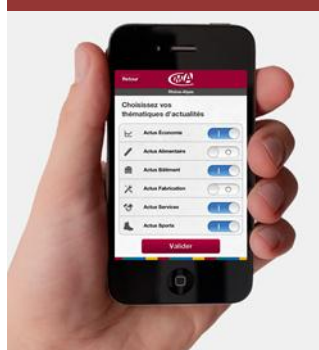 Retour
CMA
Rhône-Alpes
Choisissez vos
thématiques d'actualités
Actus Économie
Actus Alimentaire
Actus Bâtiment
Actus Fabrication
Actus Services
Actus Sports
Valider